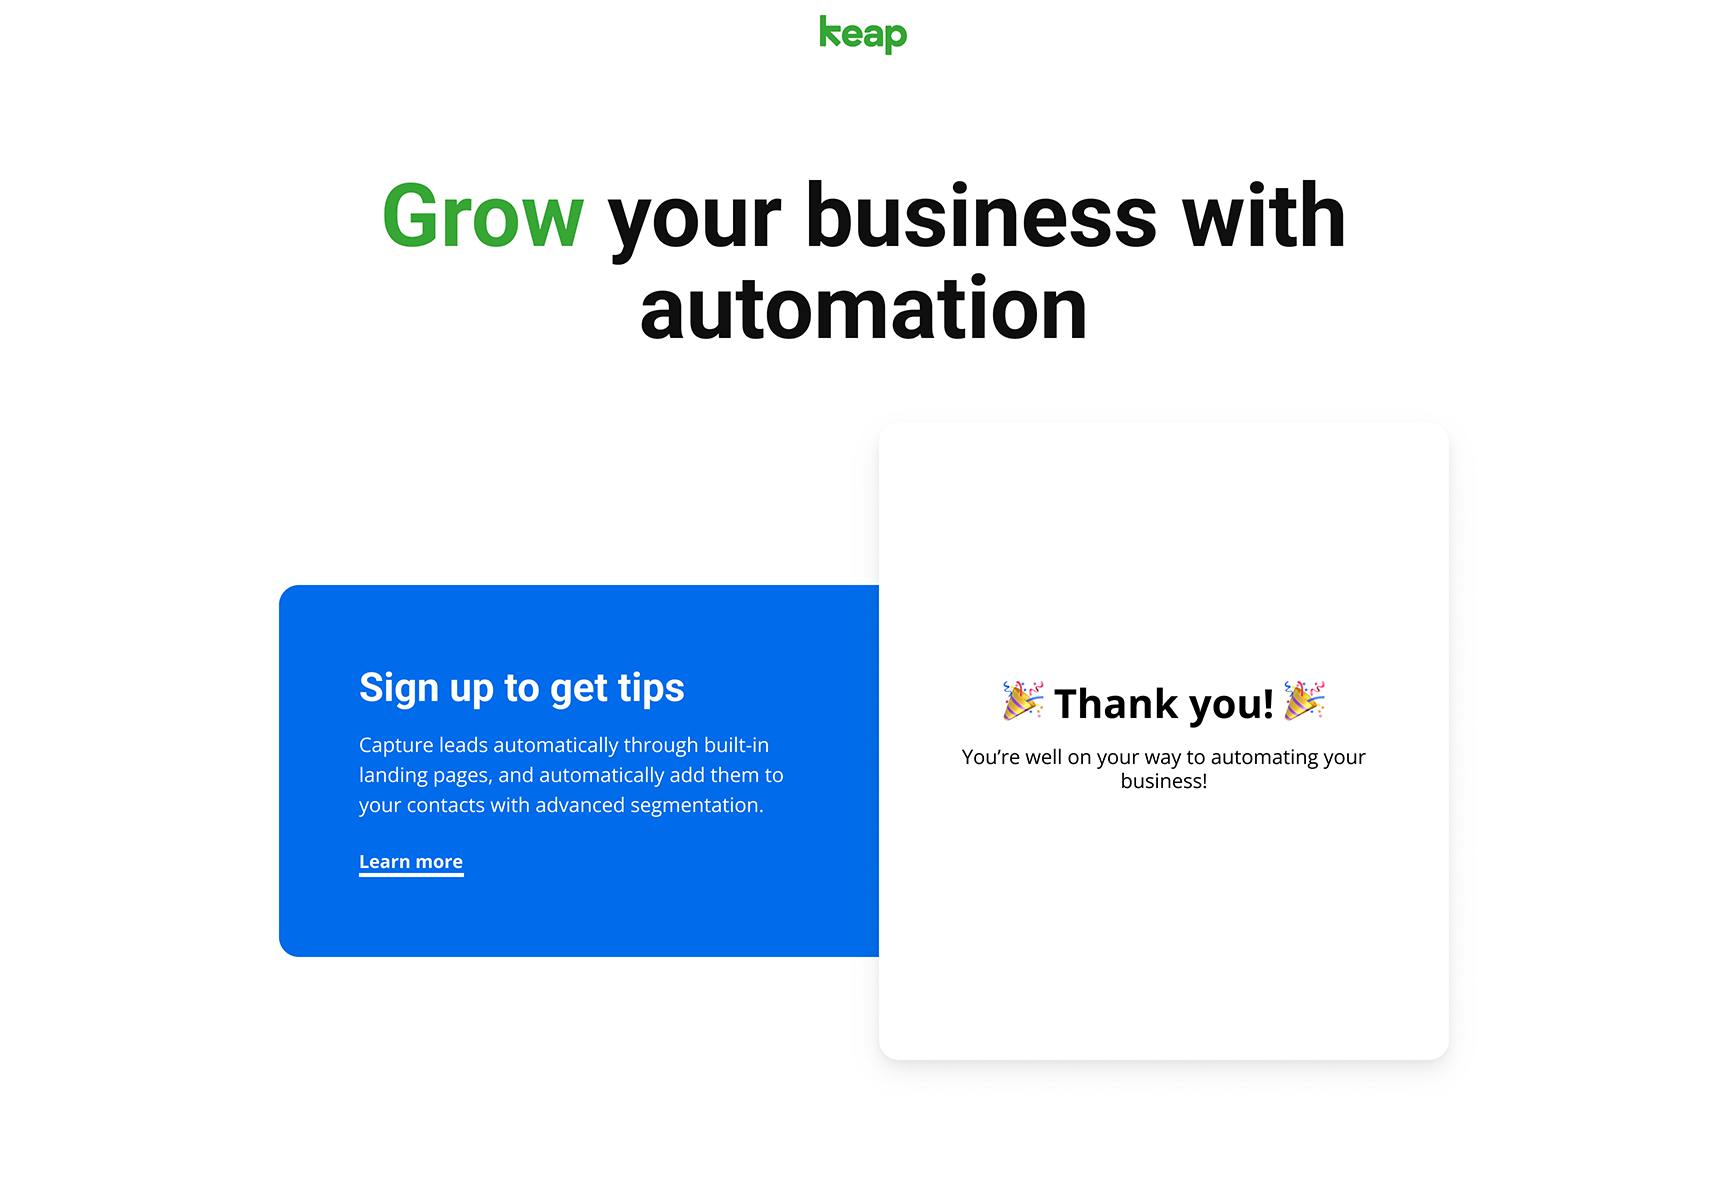 keap
Grow your business with
automation
Sign up to get tips
Capture leads automatically through built-in
landing pages, and automatically add them to
your contacts with advanced segmentation.
Learn more
🎉 Thank you! 🎉
You’re well on your way to automating your
business!